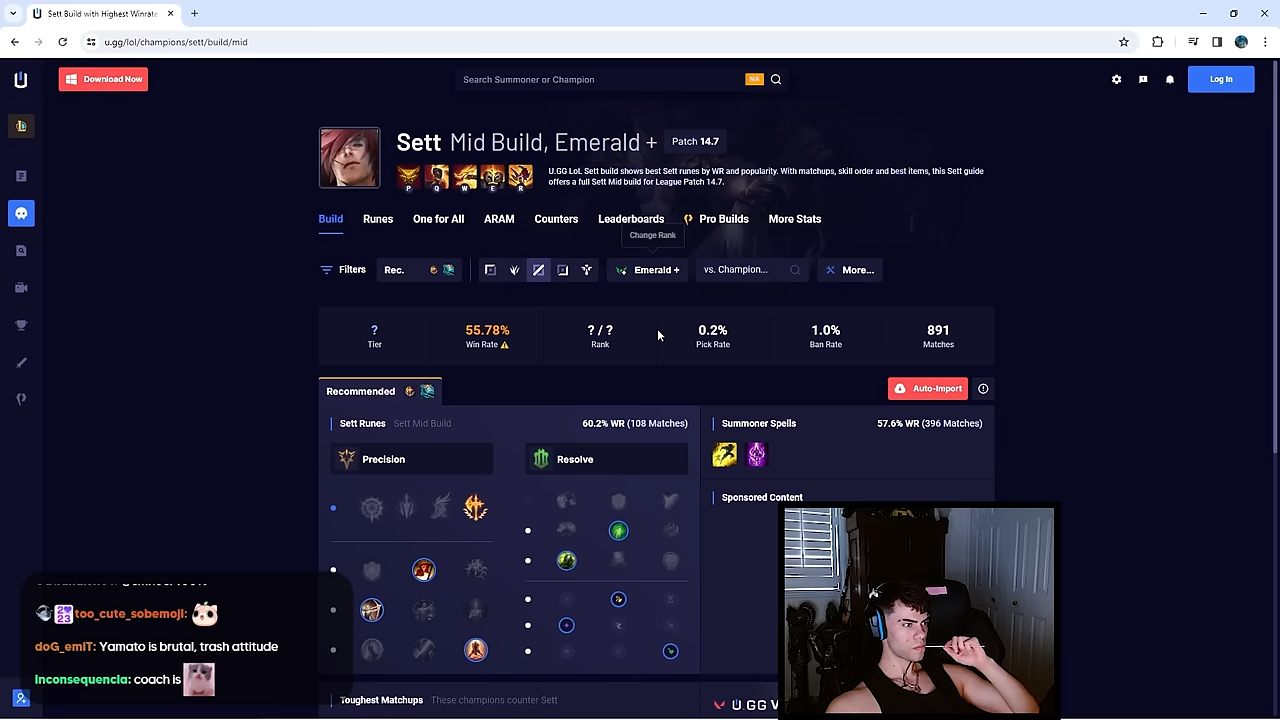 Sett Build with Highest Winrate
u.gg/lol/champions/sett/build/mid
Download Now
Search Summoner or Champion
NA
Log In
Sett Mid Build, Emerald +
Patch 14.7
P Q W E R
U.GG LoL Sett build shows best Sett runes by WR and popularity. With matchups, skill order and best items, this Sett guide
offers a full Sett Mid build for League Patch 14.7.
Build Runes One for All ARAM Counters Leaderboards Pro Builds More Stats
Change Rank
Filters Rec. Emerald + vs. Champion... More...
? 55.78% ? / ? 0.2% 1.0% 891
Tier Win Rate Rank Pick Rate Ban Rate Matches
Recommended
Auto-Import
Sett Runes Sett Mid Build 60.2% WR (108 Matches)
Summoner Spells 57.6% WR (396 Matches)
Precision
Resolve
Sponsored Content
too_cute_sobemoji:
doG_emiT: Yamato is brutal, trash attitude
Inconsequencia: coach is
Toughest Matchups These champions counter Sett
U.GG V